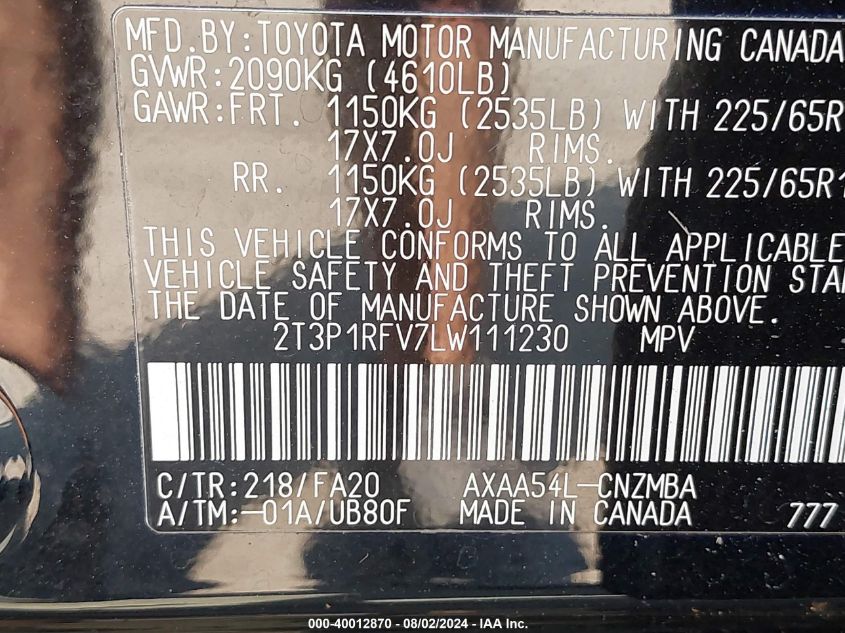 MFD.BY:TOYOTA MOTOR MANUFACTURING CANADA
GVWR:2090KG (4610LB)
GAWR:FRT. 1150KG (2535LB) WITH 225/65R
17X7.0J RIMS.
RR. 1150KG (2535LB) WITH 225/65R1
17X7.0J RIMS.
THIS VEHICLE CONFORMS TO ALL APPLICABLE
VEHICLE SAFETY AND THEFT PREVENTION STAN
THE DATE OF MANUFACTURE SHOWN ABOVE.
2T3P1RFV7LW111230 MPV
C/TR:218/FA20 AXAA54L-CNZMBA
A/TM:-01A/UB80F MADE IN CANADA 777
000-40012870 - 08/02/2024 - IAA Inc.